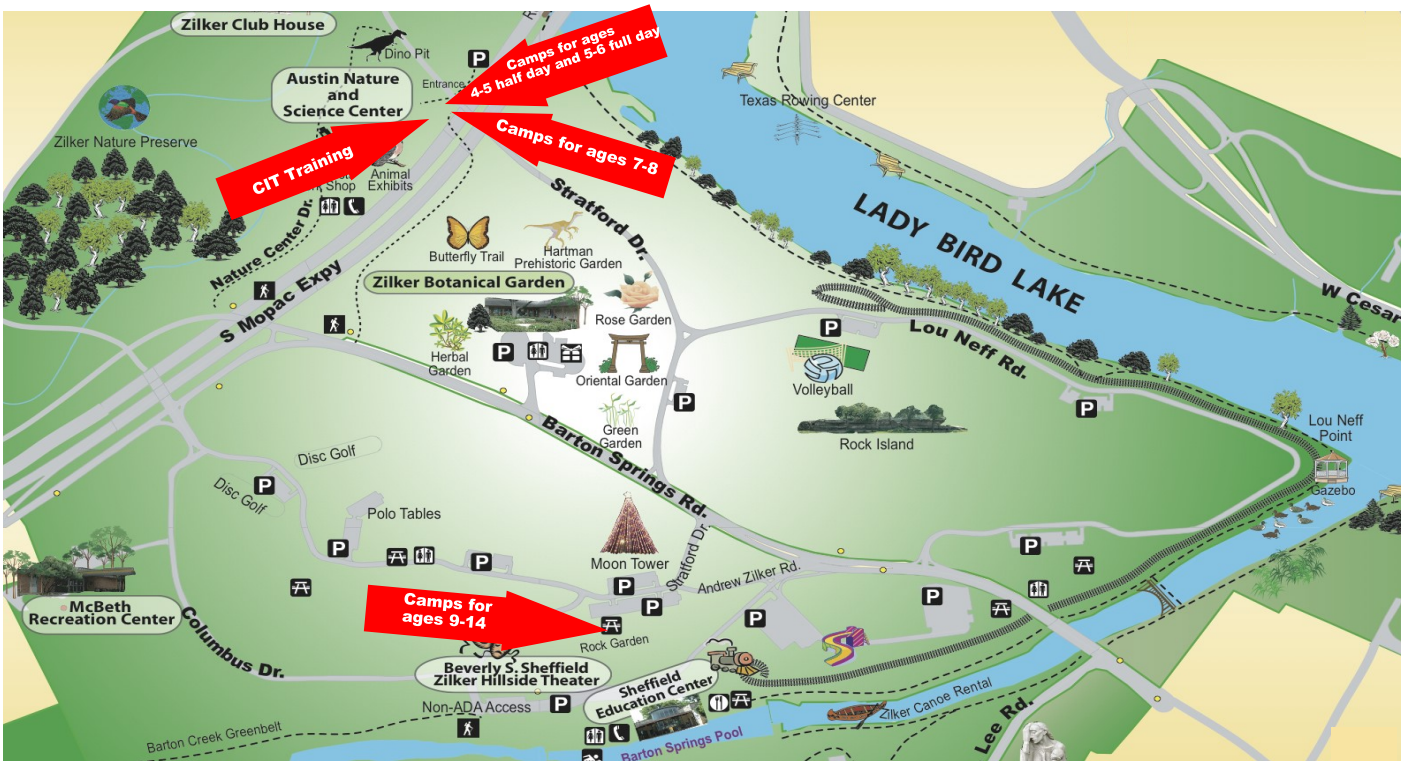 Zilker Club House
Dino Pit
P
Camps for ages
4-5 half day and 5-6 full day
Entrance
Austin Nature
and
Science Center
Camps for ages 7-8
CIT Training
Texas Rowing Center
Zilker Nature Preserve
Shop
Animal
Exhibits
Nature Center Dr.
S Mopac Expy
Stratford Dr.
LADY BIRD LAKE
W Cesar
Butterfly Trail
Hartman
Prehistoric Garden
Zilker Botanical Garden
Rose Garden
Herbal
Garden
P
Oriental Garden
Green
Garden
P
P
Volleyball
Rock Island
Lou Neff Rd.
P
Lou Neff
Point
Gazebo
Barton Springs Rd.
Disc Golf
Disc Golf
P
Polo Tables
P
P
Moon Tower
P
P
Stratford Dr.
Andrew Zilker Rd.
P
P
P
McBeth
Recreation Center
Columbus Dr.
Camps for
ages 9-14
Rock Garden
Beverly S. Sheffield
Zilker Hillside Theater
Non-ADA Access
P
Sheffield
Education Center
Barton Creek Greenbelt
Barton Springs Pool
Zilker Canoe Rental
Lee Rd.